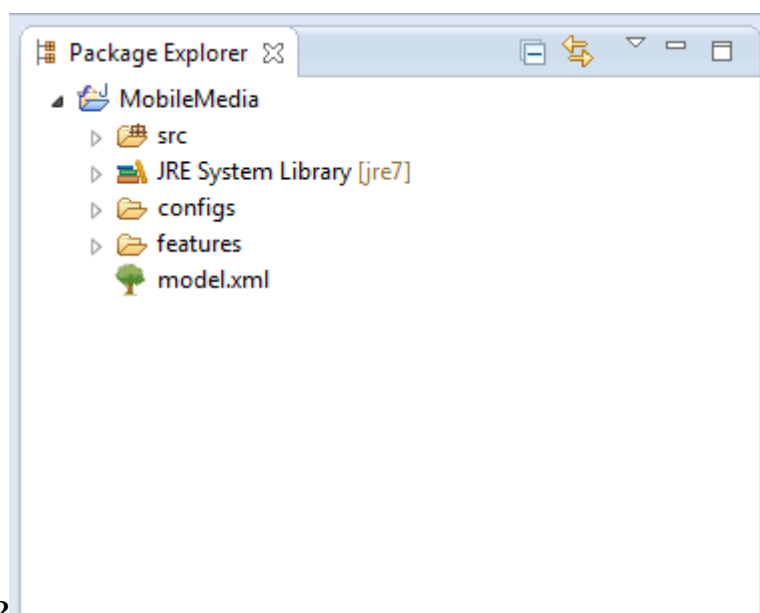 Package Explorer
MobileMedia
src
JRE System Library [jre7]
configs
features
model.xml